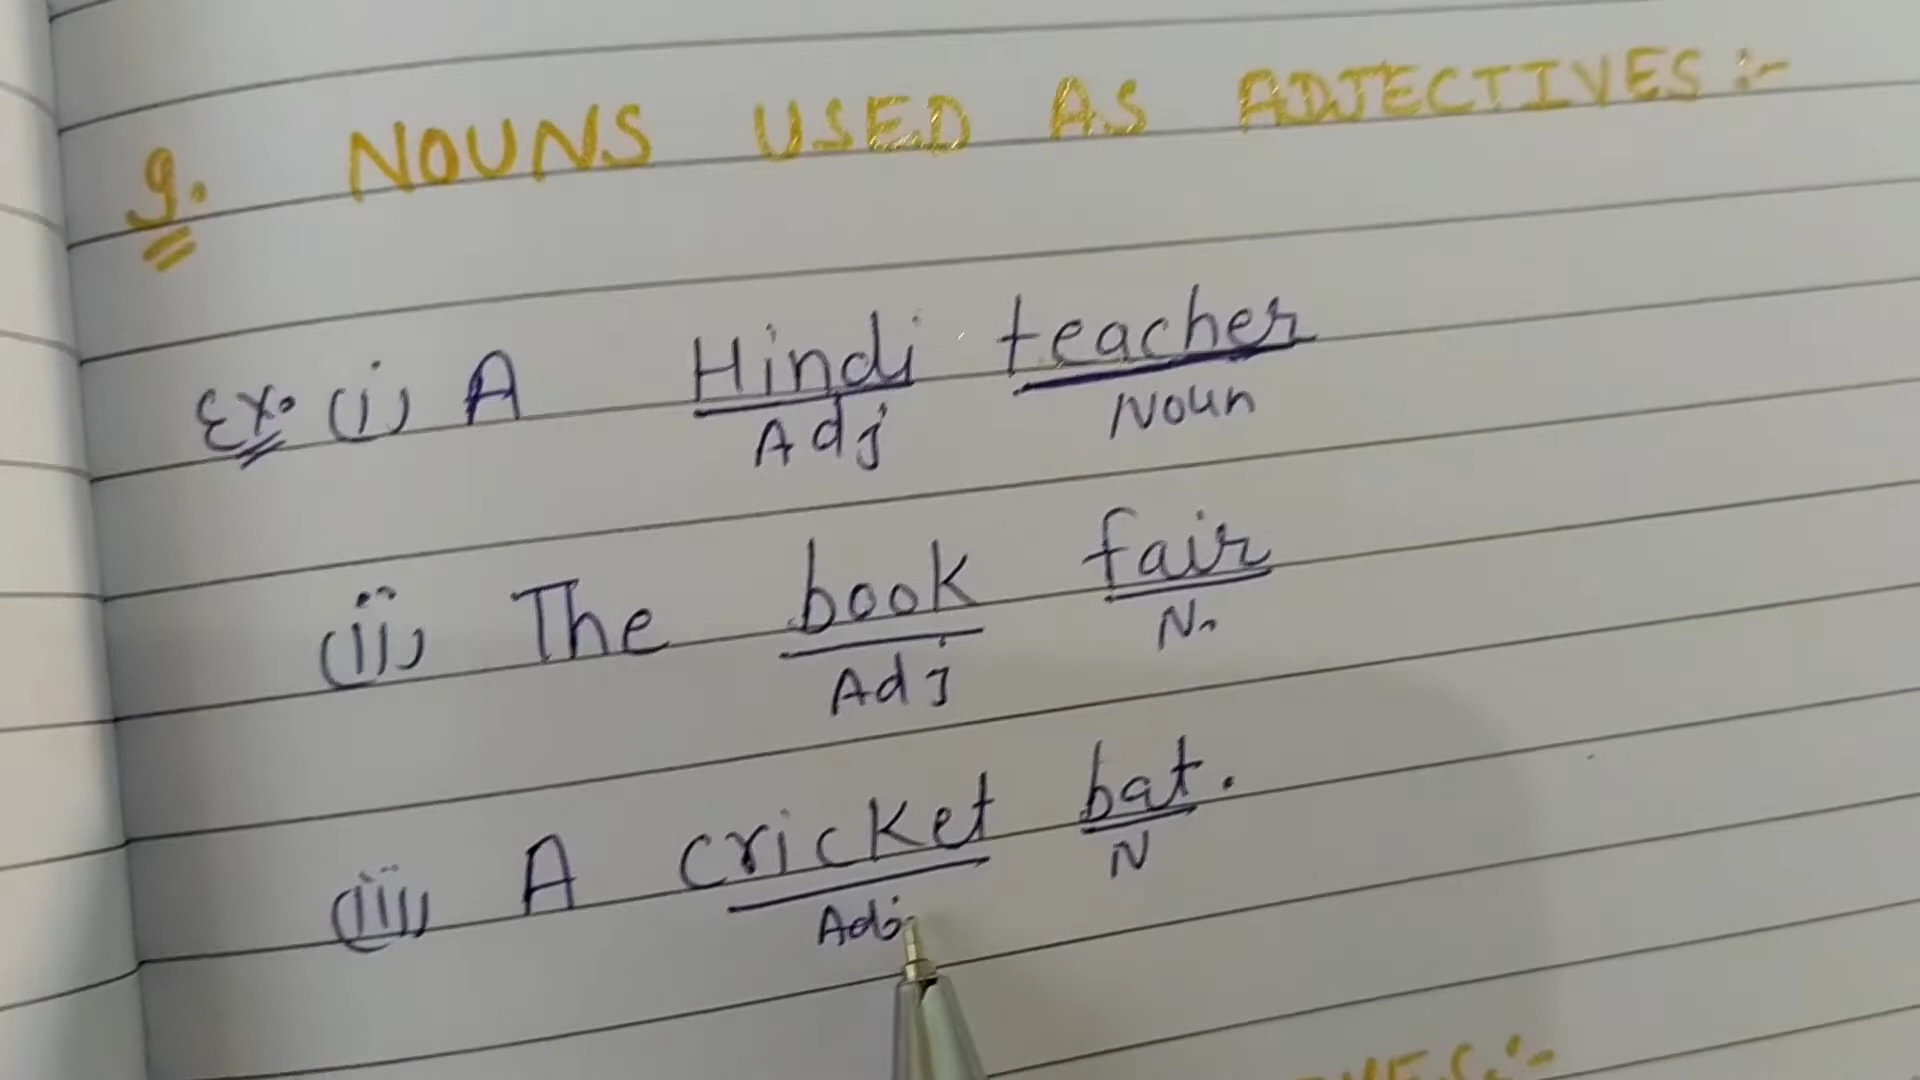 9. NOUNS USED AS ADJECTIVES:-
Ex. (i) A Hindi teacher
Adj Noun
(ii) The book fair
Adj N.
(iii) A cricket bat.
Adj N